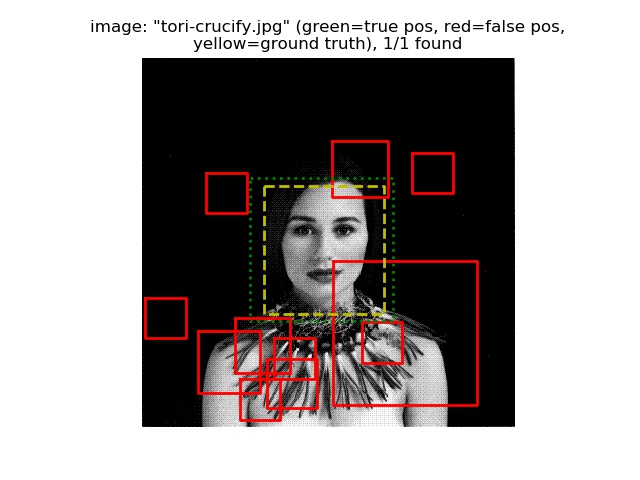 image: "tori-crucify.jpg" (green=true pos, red=false pos,
yellow=ground truth), 1/1 found